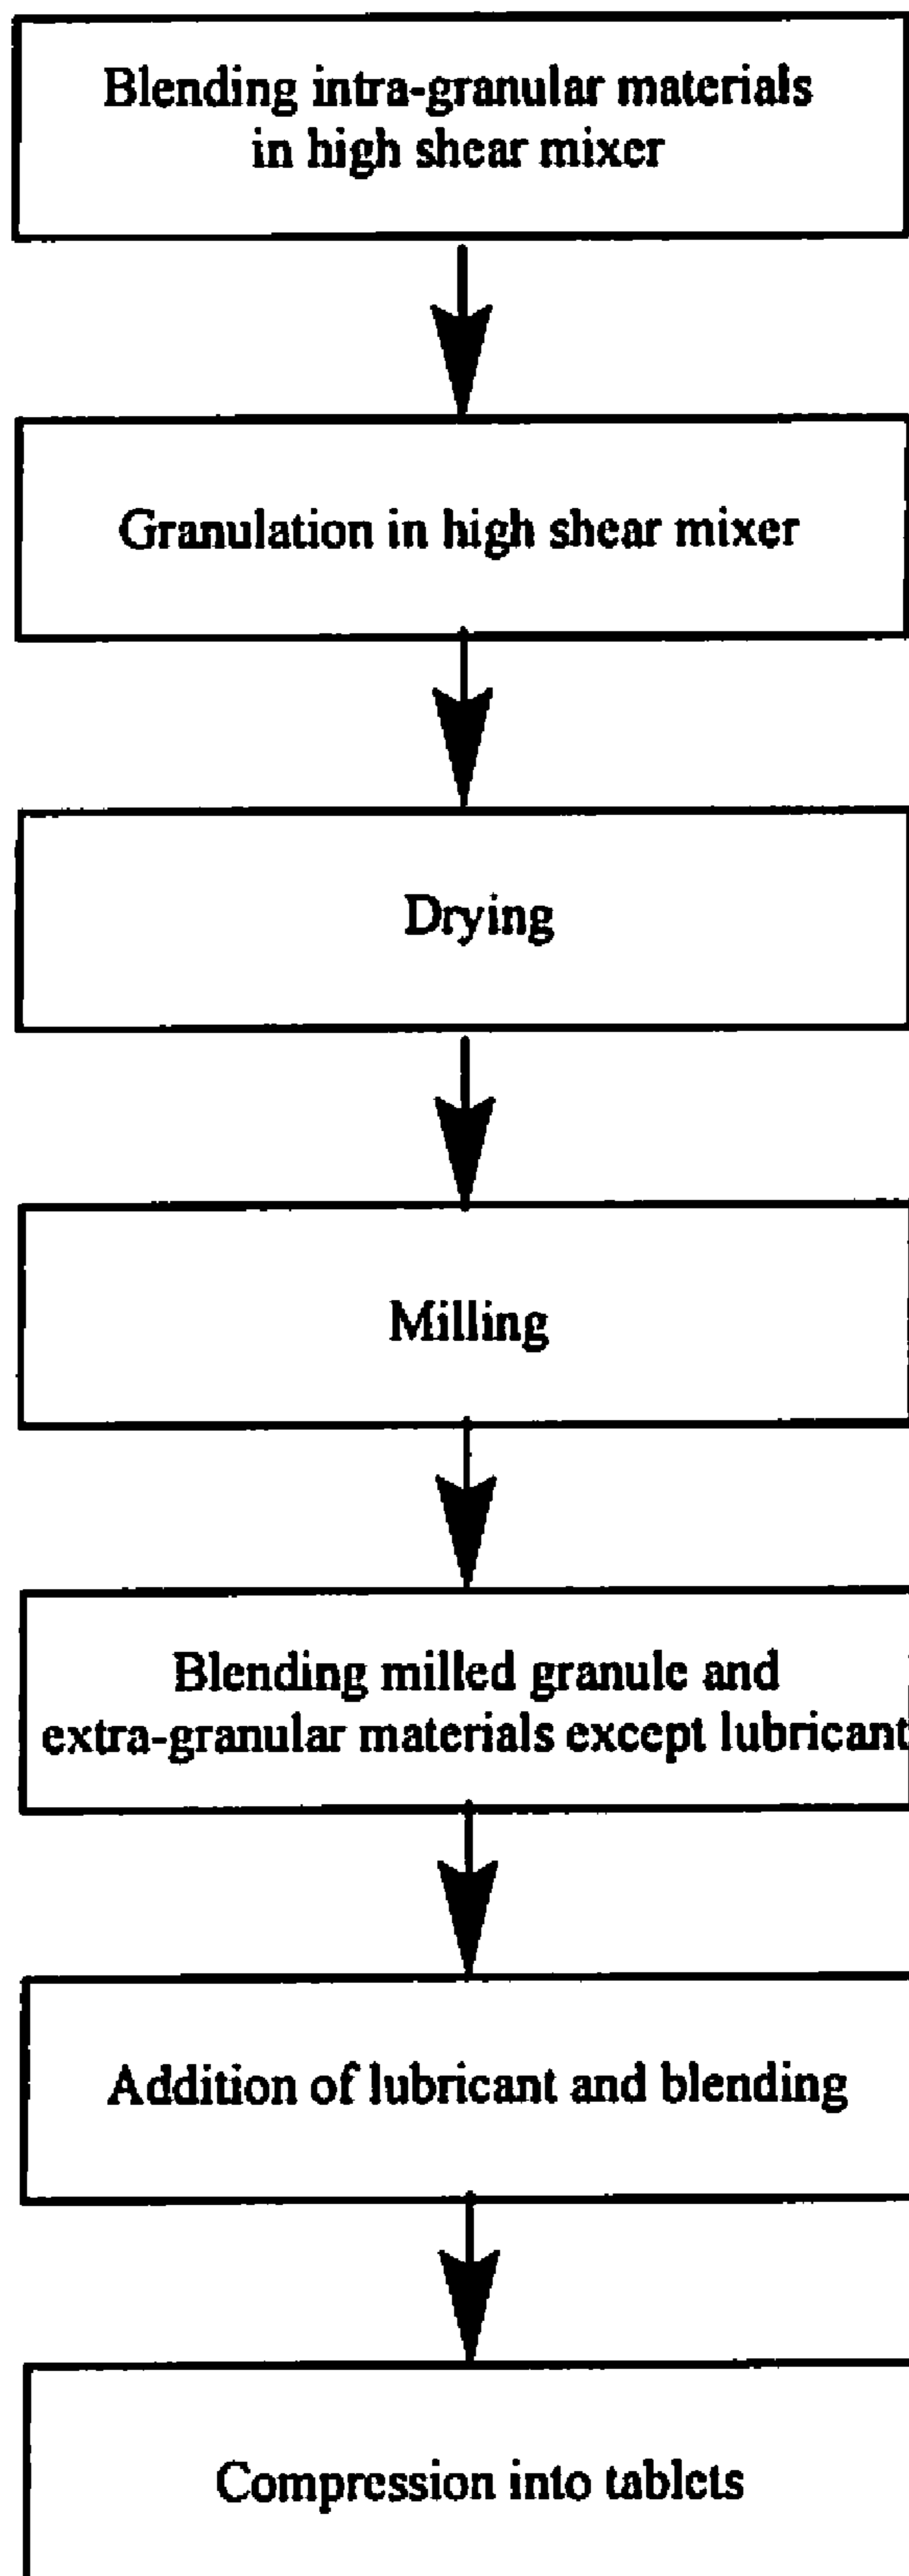 Blending intra-granular materials
in high shear mixer
Granulation in high shear mixer
Drying
Milling
Blending milled granule and
extra-granular materials except lubricant
Addition of lubricant and blending
Compression into tablets